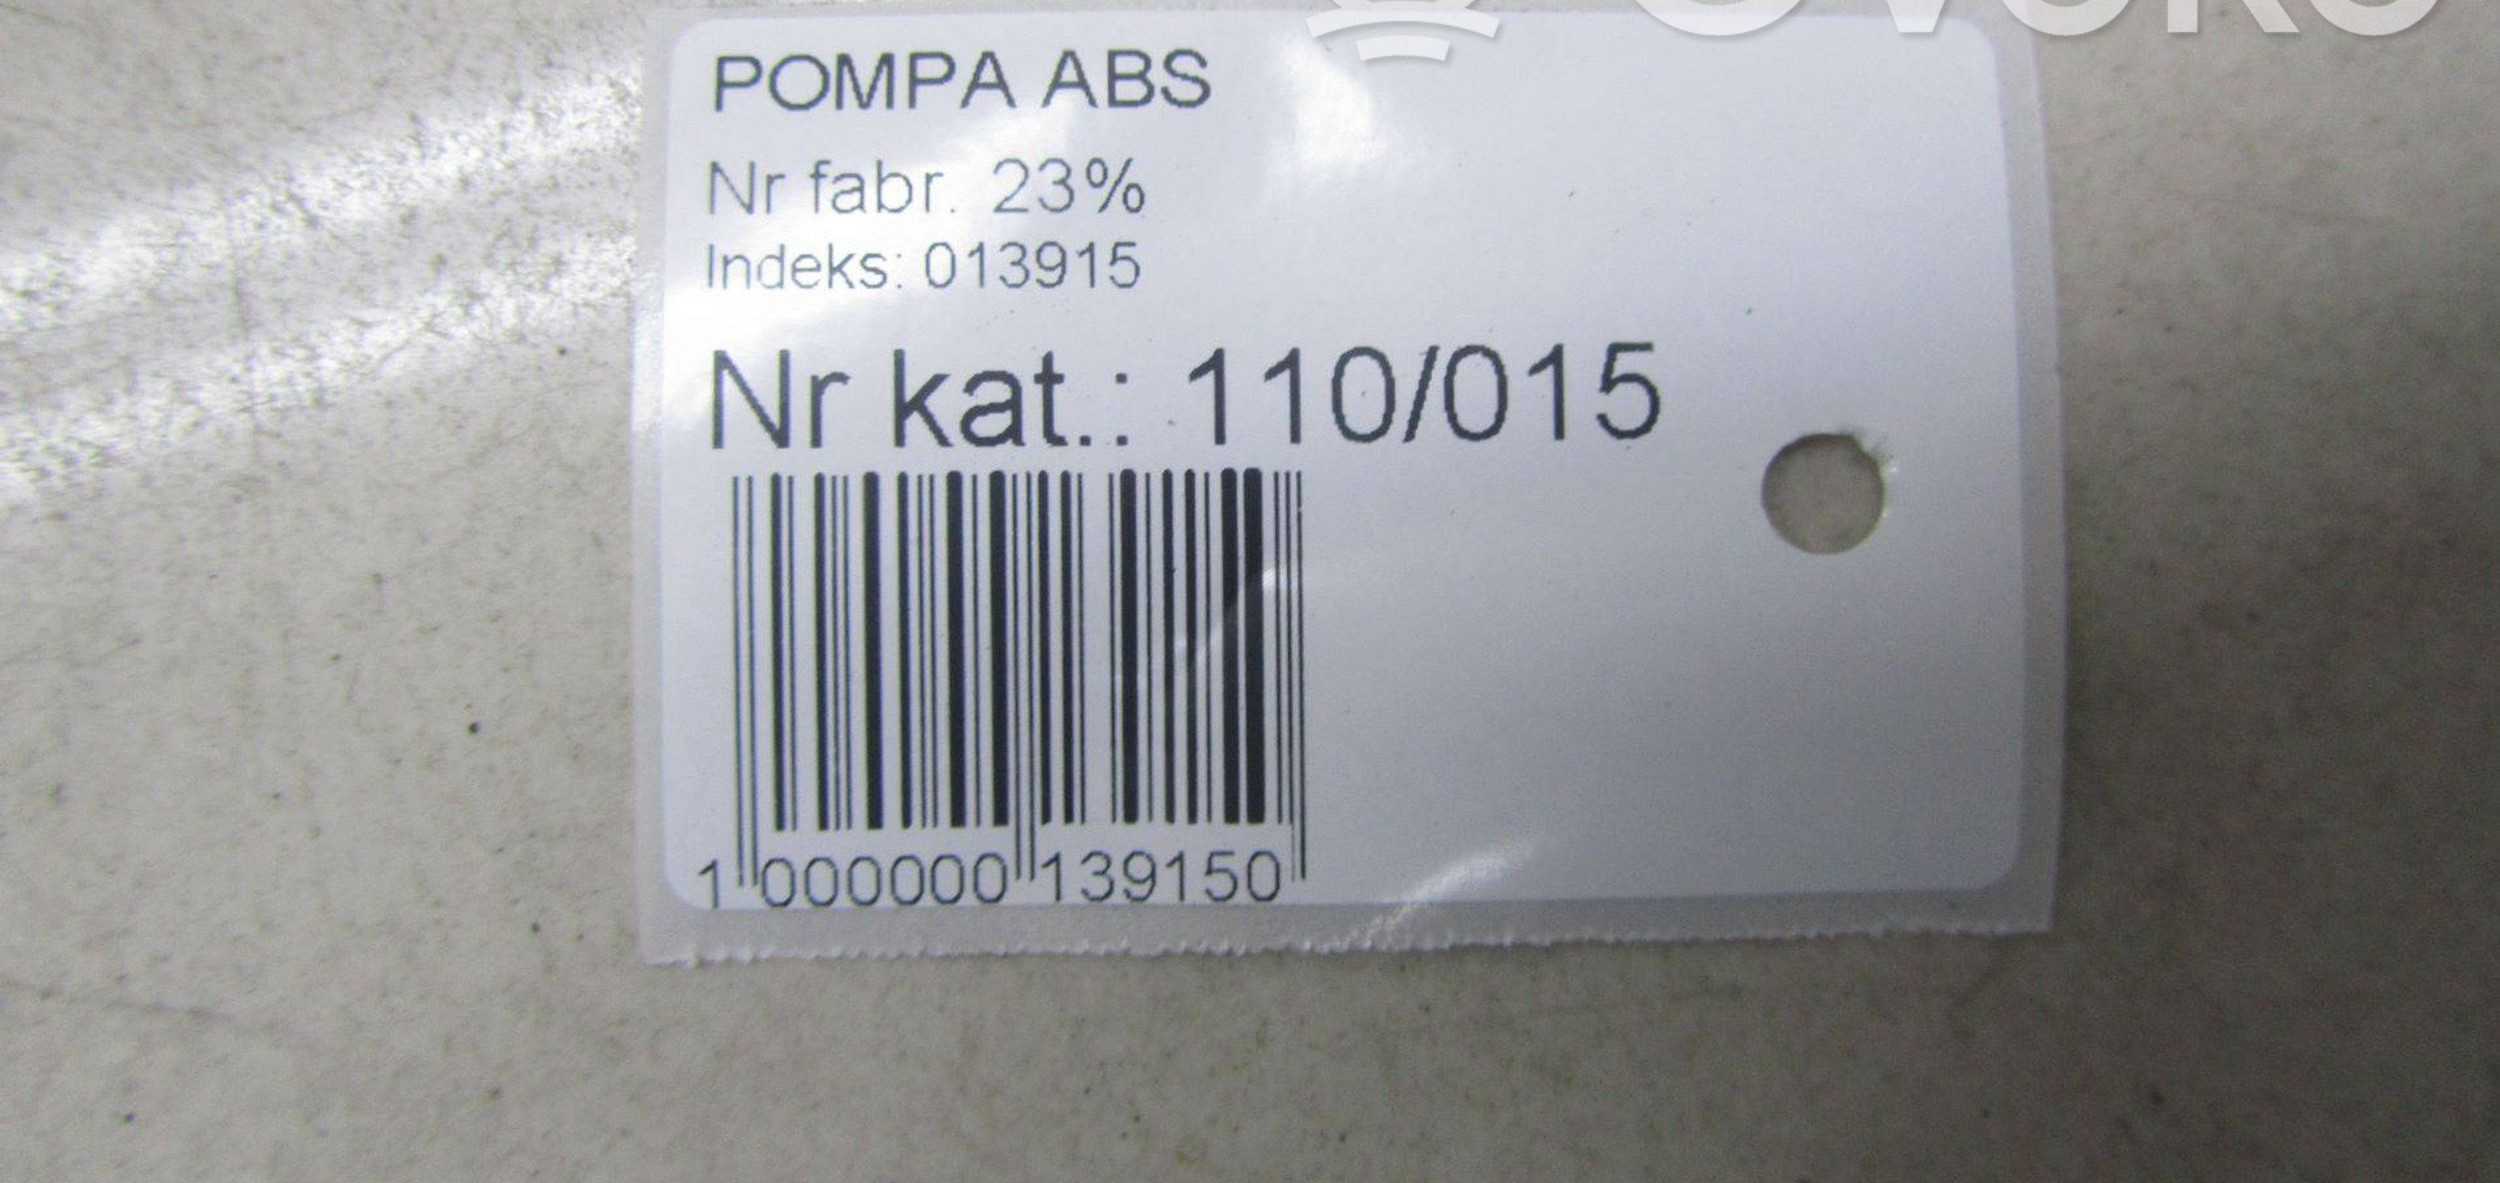 POMPA ABS
Nr fabr. 23%
Indeks: 013915
Nr kat.: 110/015
1 000000 139150